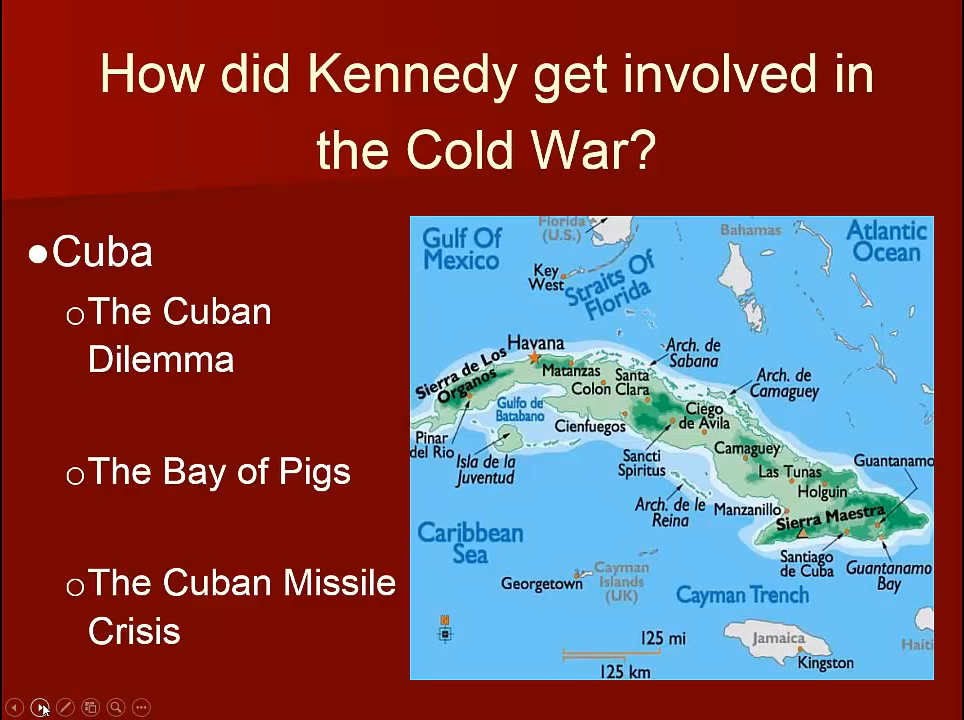 How did Kennedy get involved in
the Cold War?
●Cuba
oThe Cuban
Dilemma
oThe Bay of Pigs
oThe Cuban Missile
Crisis
Gulf Of
Mexico
Florida
(U.S.)
Bahamas
Atlantic
Ocean
Key
West
Straits Of
Florida
Havana
Arch. de
Sabana
Sierra de Los
Organos
Matanzas
Santa
Clara
Colon
Arch. de
Camaguey
Gulfo de
Batabano
Ciego
de Avila
Cienfuegos
Pinar
del Rio
Isla de la
Juventud
Sancti
Spiritus
Camaguey
Guantanamo
Las Tunas
Holguin
Arch. de le
Reina
Manzanillo
Sierra Maestra
Caribbean
Sea
Santiago
de Cuba
Guantanamo
Bay
Georgetown
Cayman
Islands
(UK)
Cayman Trench
N
125 mi
125 km
Jamaica
Kingston
Haiti